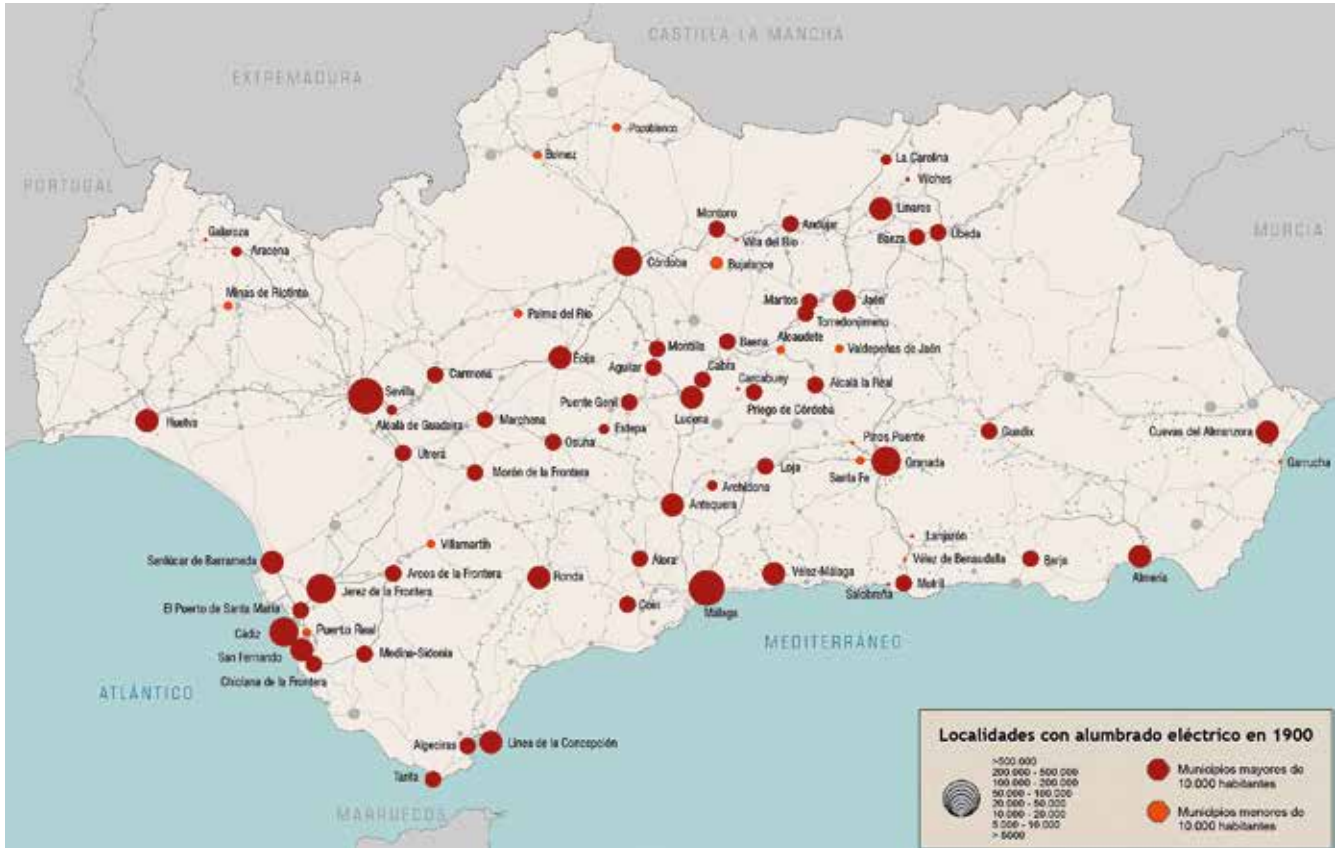 CASTILLA-LA MANCHA
EXTREMADURA
PORTUGAL
MURCIA
Pozoblanco
Belmez
La Carolina
Vilches
Linares
Galaroza
Aracena
Montoro
Andújar
Villa del Río
Baeza
Úbeda
Córdoba
Bujalance
Minas de Riotinto
Palma del Río
Martos
Jaén
Torredonjimeno
Baena
Alcaudete
Valdepeñas de Jaén
Écija
Montilla
Aguilar
Cabra
Carcabuey
Alcalá la Real
Carmona
Sevilla
Puente Genil
Lucena
Priego de Córdoba
Huelva
Alcalá de Guadaira
Marchena
Estepa
Osuna
Pinos Puente
Guadix
Cuevas del Almanzora
Utrera
Morón de la Frontera
Loja
Santa Fe
Granada
Garrucha
Archidona
Antequera
Lanjarón
Villamartín
Sanlúcar de Barrameda
Arcos de la Frontera
Ronda
Álora
Vélez-Málaga
Vélez de Benaudalla
Berja
Almería
Jerez de la Frontera
Salobreña
Motril
El Puerto de Santa María
Coín
Málaga
Cádiz
Puerto Real
MEDITERRÁNEO
San Fernando
Medina-Sidonia
Chiclana de la Frontera
ATLÁNTICO
Algeciras
Línea de la Concepción
Tarifa
MARRUECOS
Localidades con alumbrado eléctrico en 1900
>500.000
200.000 - 500.000
100.000 - 200.000
50.000 - 100.000
20.000 - 50.000
10.000 - 20.000
5.000 - 10.000
> 5000
Municipios mayores de
10.000 habitantes
Municipios menores de
10.000 habitantes